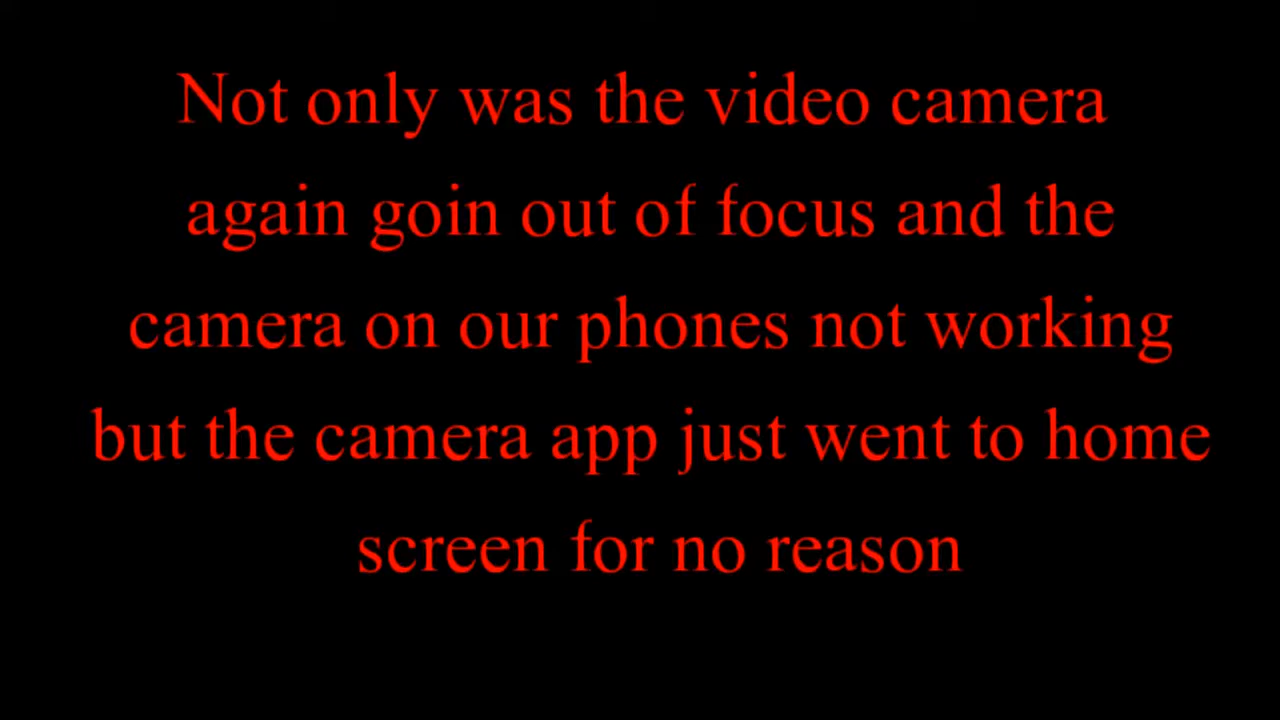 Not only was the video camera
again goin out of focus and the
camera on our phones not working
but the camera app just went to home
screen for no reason